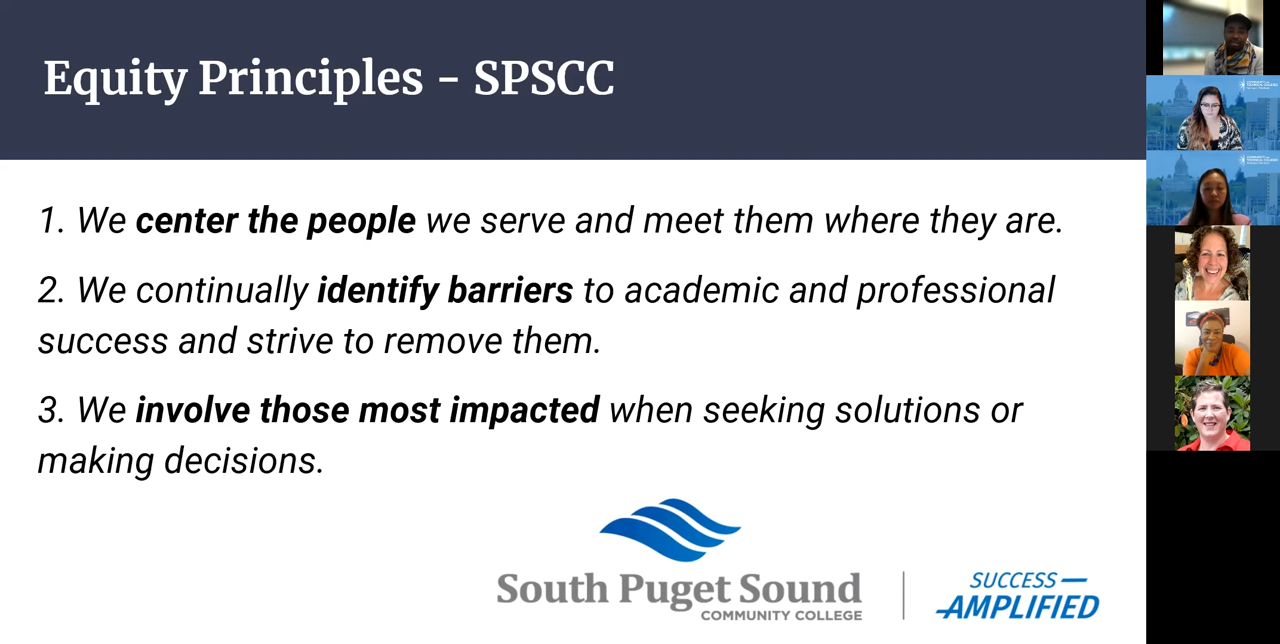 Equity Principles - SPSCC
1. We center the people we serve and meet them where they are.
2. We continually identify barriers to academic and professional
success and strive to remove them.
3. We involve those most impacted when seeking solutions or
making decisions.
South Puget Sound
COMMUNITY COLLEGE
SUCCESS
AMPLIFIED